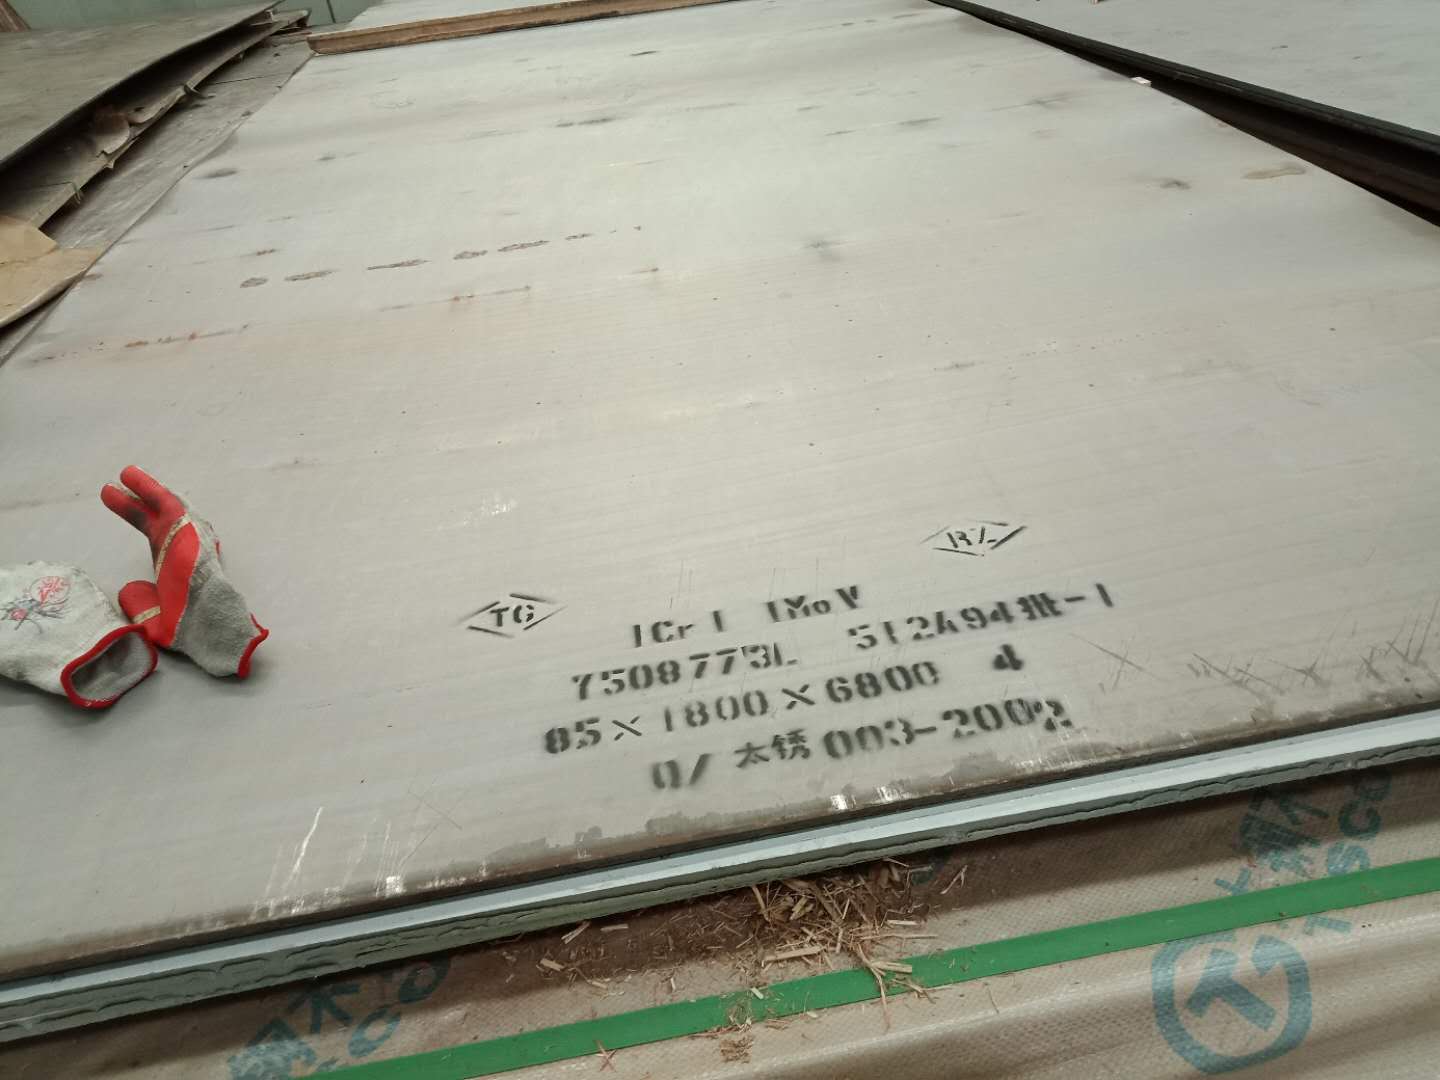 TG
RZ
1Cr11MoV
7508773L 512A94批-1
85×1800×6800 4
Q/太锈003-2002